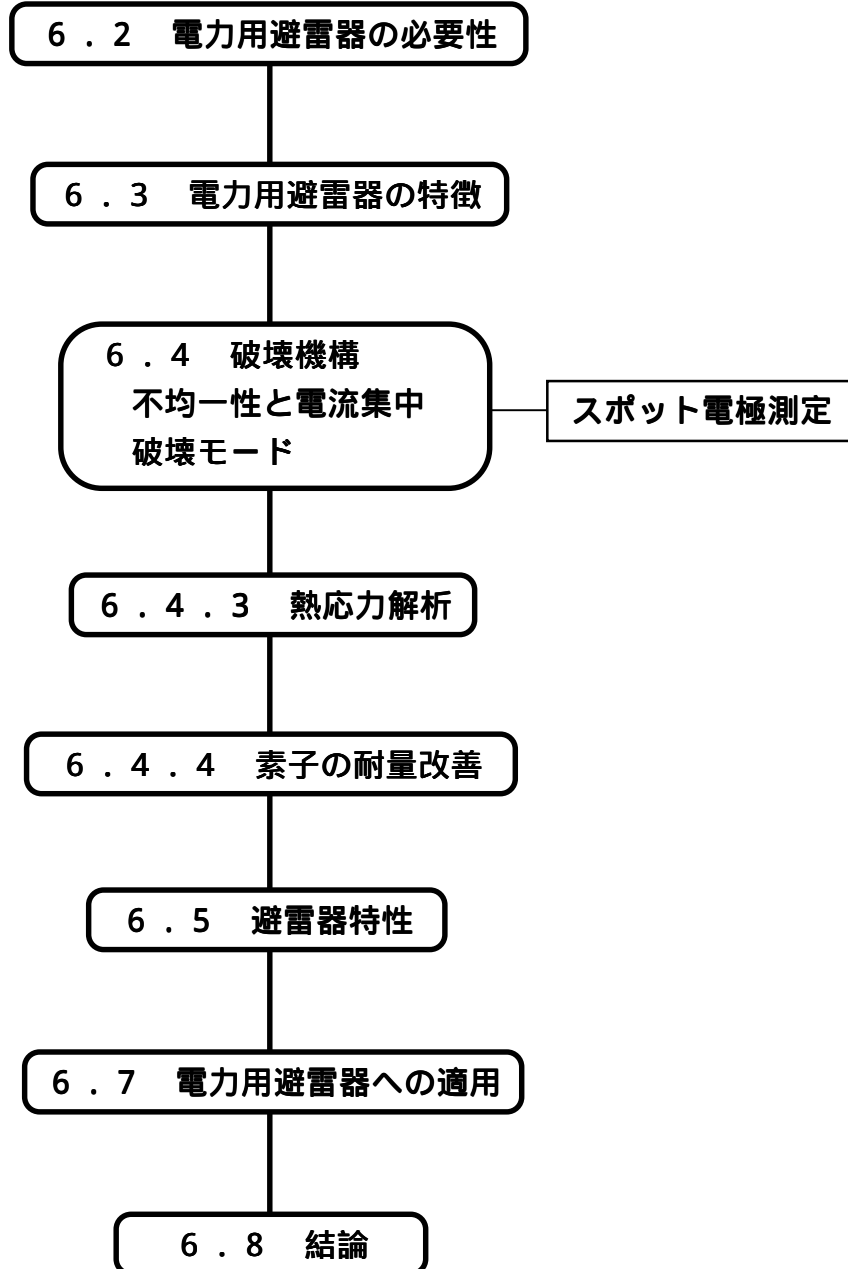 ６．２　電力用避雷器の必要性
６．３　電力用避雷器の特徴
６．４　破壊機構
不均一性と電流集中
破壊モード
スポット電極測定
６．４．３　熱応力解析
６．４．４　素子の耐量改善
６．５　避雷器特性
６．７　電力用避雷器への適用
６．８　結論